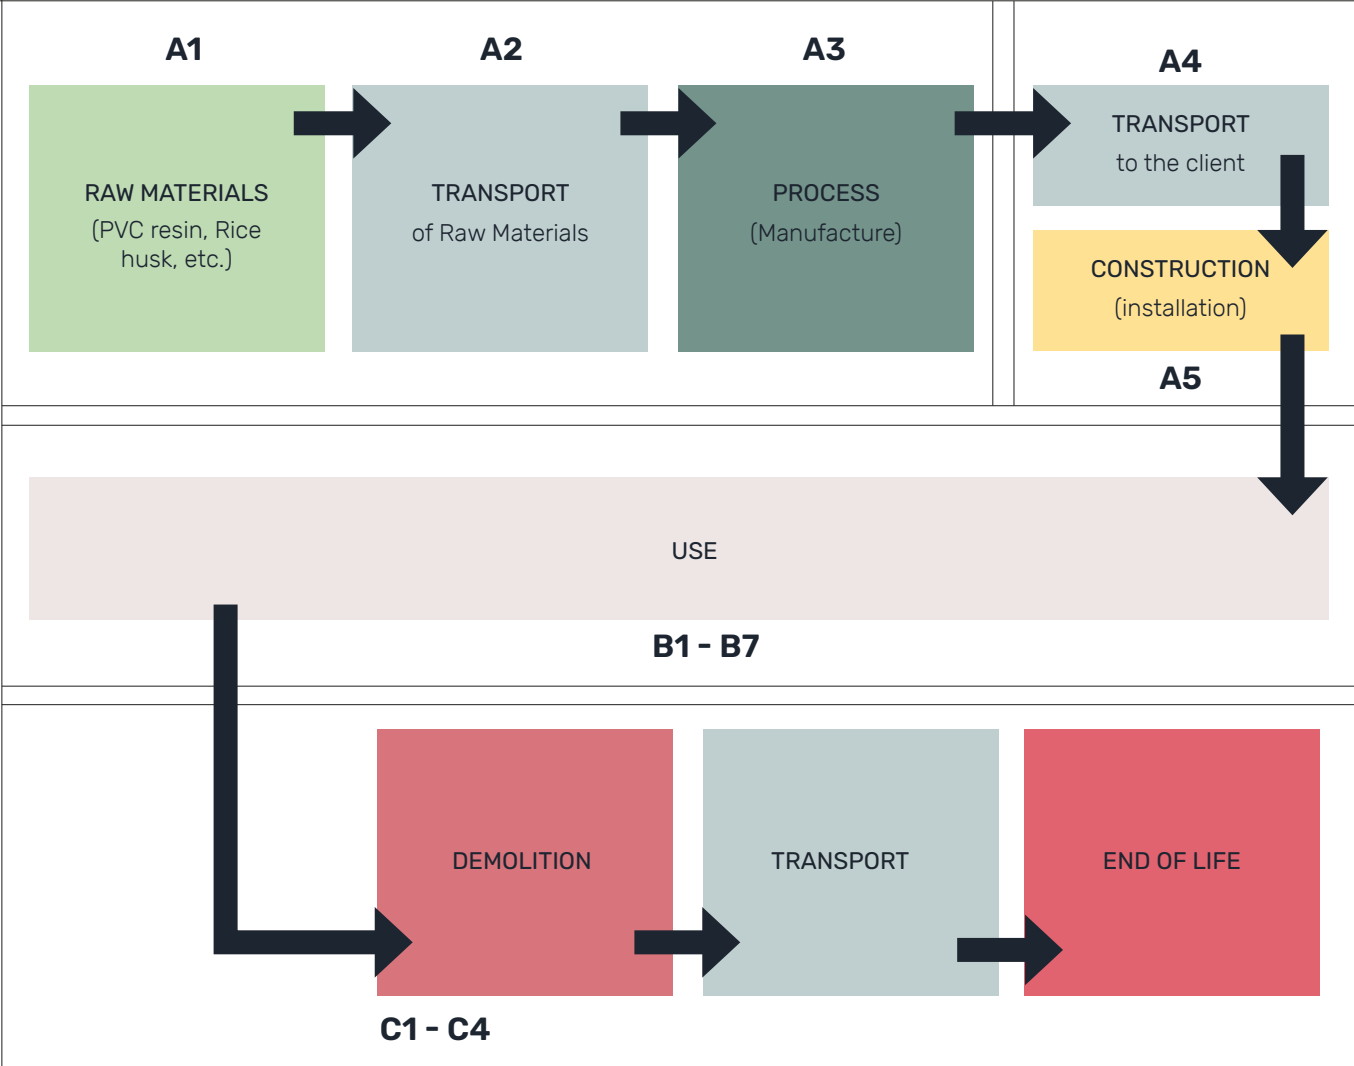 A1
RAW MATERIALS
(PVC resin, Rice
husk, etc.)
A2
TRANSPORT
of Raw Materials
A3
PROCESS
(Manufacture)
A4
TRANSPORT
to the client
CONSTRUCTION
(installation)
A5
USE
B1 - B7
DEMOLITION
TRANSPORT
END OF LIFE
C1 - C4